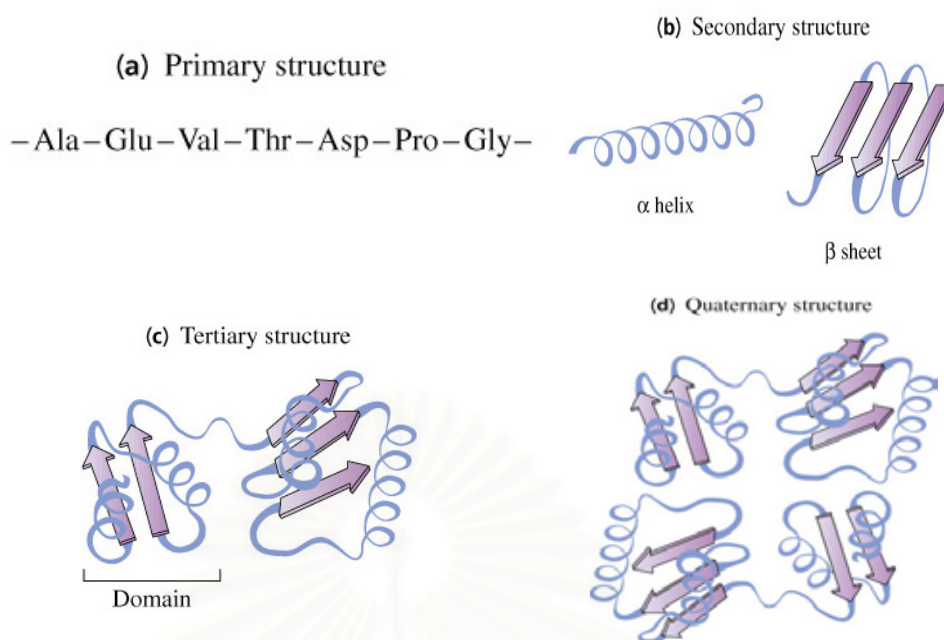 (a) Primary structure
–Ala–Glu–Val–Thr–Asp–Pro–Gly–
(b) Secondary structure
α helix
β sheet
(c) Tertiary structure
Domain
(d) Quaternary structure